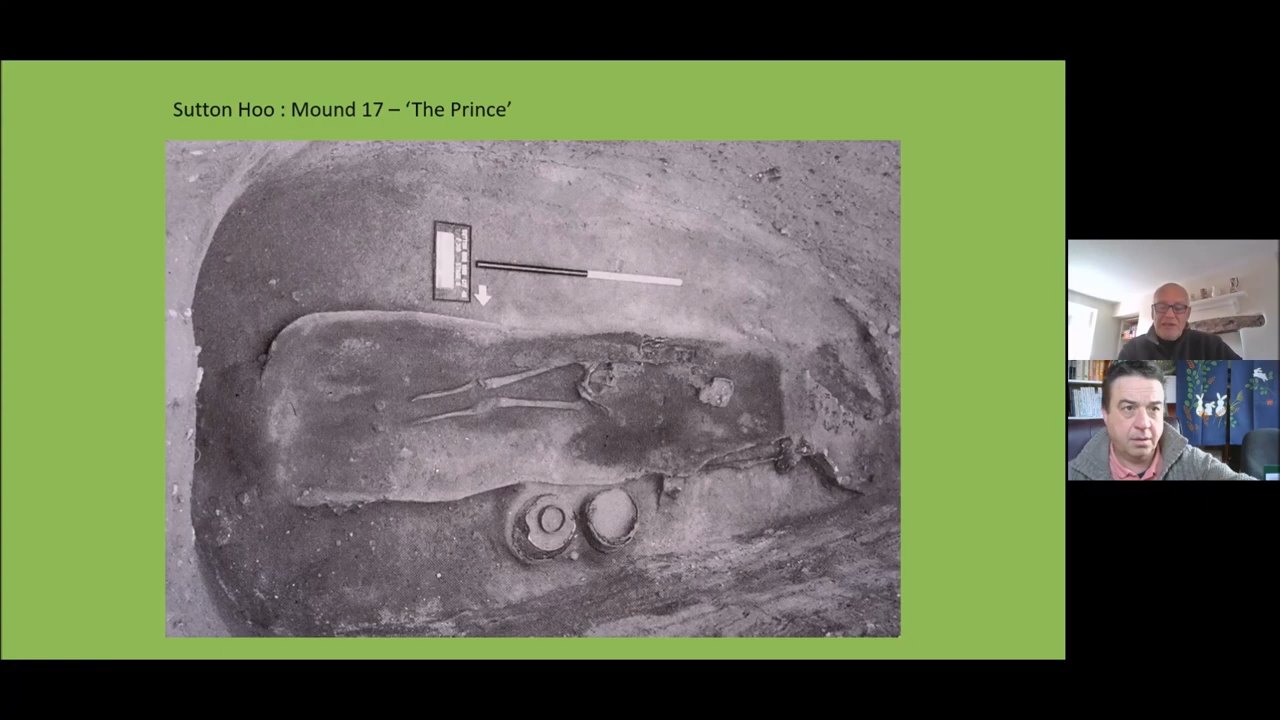 Sutton Hoo : Mound 17 – ‘The Prince’